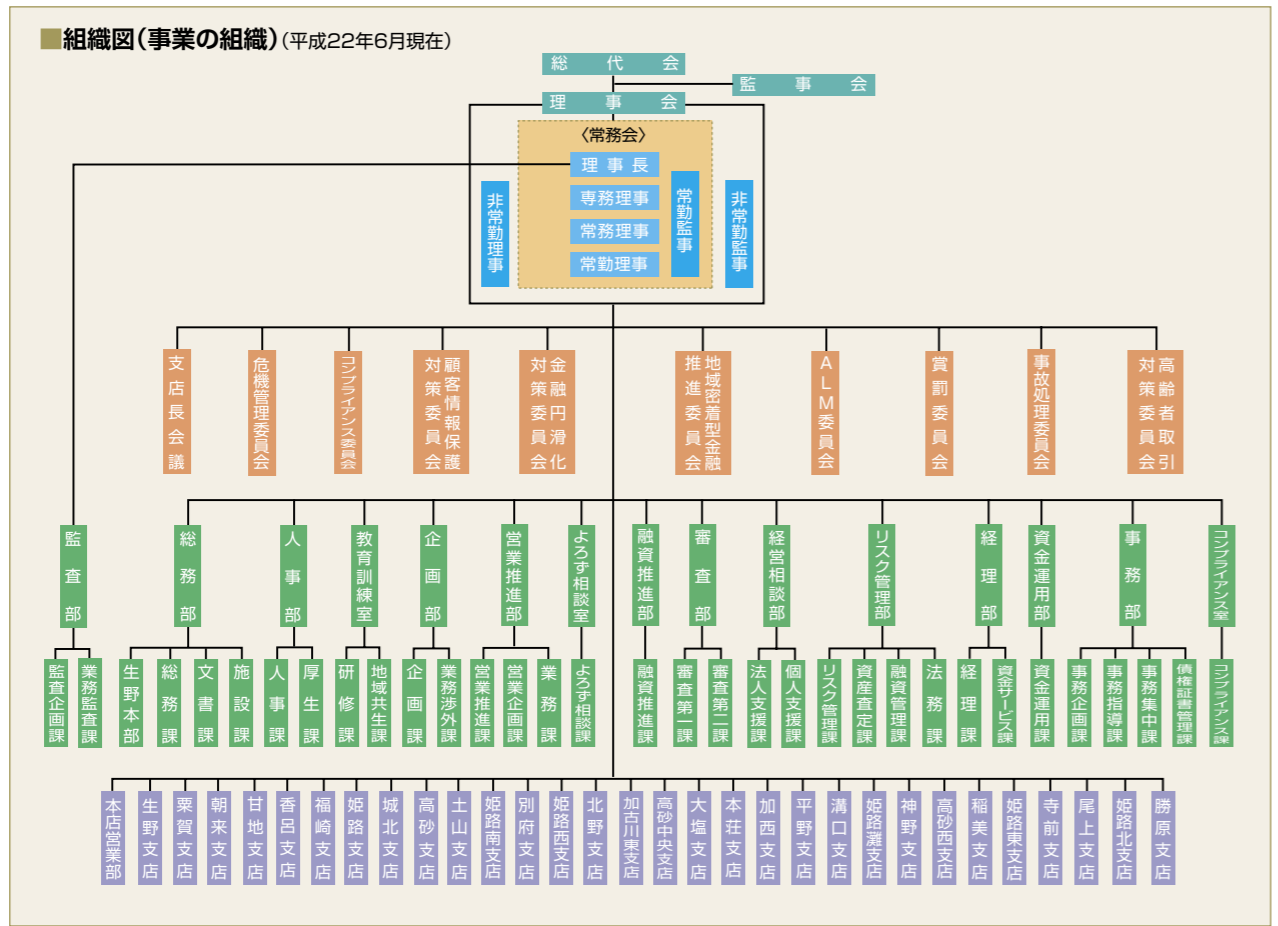 ■組織図(事業の組織)(平成22年6月現在)
総代会
監事会
理事会
〈常務会〉
理事長
専務理事
常務理事
常勤理事
常勤監事
非常勤理事
非常勤監事
支店長会議
危機管理委員会
コンプライアンス委員会
顧客情報保護
対策委員会
金融円滑化
対策委員会
地域密着型金融
推進委員会
ALM委員会
賞罰委員会
事故処理委員会
高齢者取引
対策委員会
監査部
総務部
人事部
教育訓練室
企画部
営業推進部
よろず相談室
融資推進部
審査部
経営相談部
リスク管理部
経理部
資金運用部
事務部
コンプライアンス室
監査企画課
業務監査課
生野本部
総務課
文書課
施設課
人事課
厚生課
研修課
地域共生課
企画課
業務渉外課
営業推進課
営業企画課
業務課
よろず相談課
融資推進課
審査第一課
審査第二課
法人支援課
個人支援課
リスク管理課
資産査定課
融資管理課
法務課
経理課
資金サービス課
資金運用課
事務企画課
事務指導課
事務集中課
債権証書管理課
コンプライアンス課
本店営業部
生野支店
粟賀支店
朝来支店
甘地支店
香呂支店
福崎支店
姫路支店
城北支店
高砂支店
土山支店
姫路南支店
別府支店
姫路西支店
北野支店
加古川東支店
高砂中央支店
大塩支店
本荘支店
加西支店
平野支店
溝口支店
姫路灘支店
神野支店
高砂西支店
稲美支店
姫路東支店
寺前支店
尾上支店
姫路北支店
勝原支店